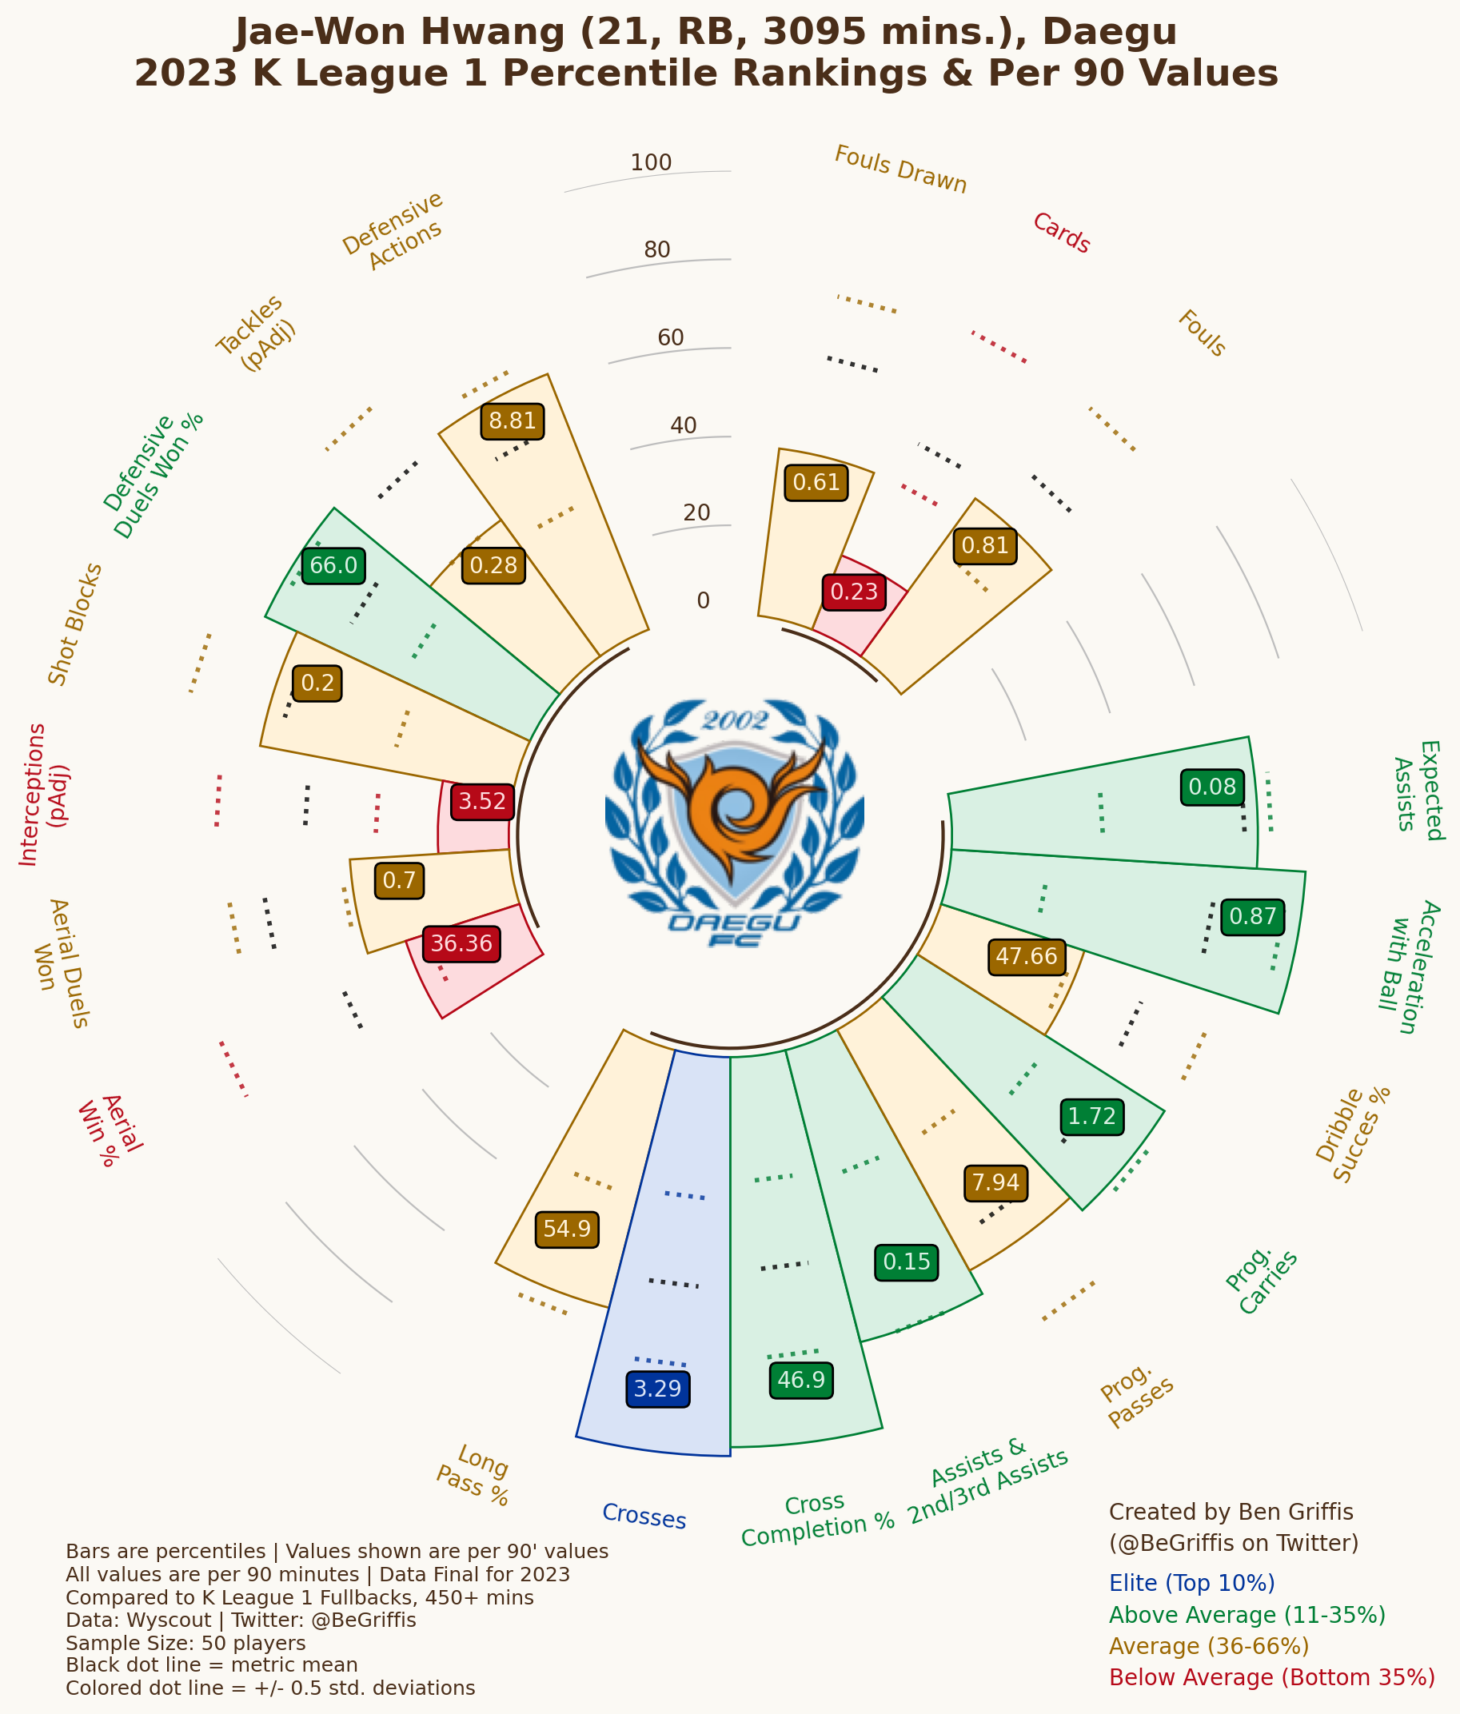 Jae-Won Hwang (21, RB, 3095 mins.), Daegu
2023 K League 1 Percentile Rankings & Per 90 Values
100
80
60
40
20
0
Fouls Drawn
Cards
Fouls
0.61
0.23
0.81
Expected
Assists
0.08
Acceleration
with Ball
0.87
Dribble
Succes %
47.66
Prog.
Carries
1.72
Prog.
Passes
7.94
Assists &
2nd/3rd Assists
0.15
Cross
Completion %
46.9
Crosses
3.29
Long
Pass %
54.9
Aerial
Win %
36.36
Aerial Duels
Won
0.7
Interceptions
(pAdj)
3.52
Shot Blocks
0.2
Defensive
Duels Won %
66.0
Tackles
(pAdj)
0.28
Defensive
Actions
8.81
2002
DAEGU
FC
Bars are percentiles | Values shown are per 90' values
All values are per 90 minutes | Data Final for 2023
Compared to K League 1 Fullbacks, 450+ mins
Data: Wyscout | Twitter: @BeGriffis
Sample Size: 50 players
Black dot line = metric mean
Colored dot line = +/- 0.5 std. deviations
Created by Ben Griffis
(@BeGriffis on Twitter)
Elite (Top 10%)
Above Average (11-35%)
Average (36-66%)
Below Average (Bottom 35%)